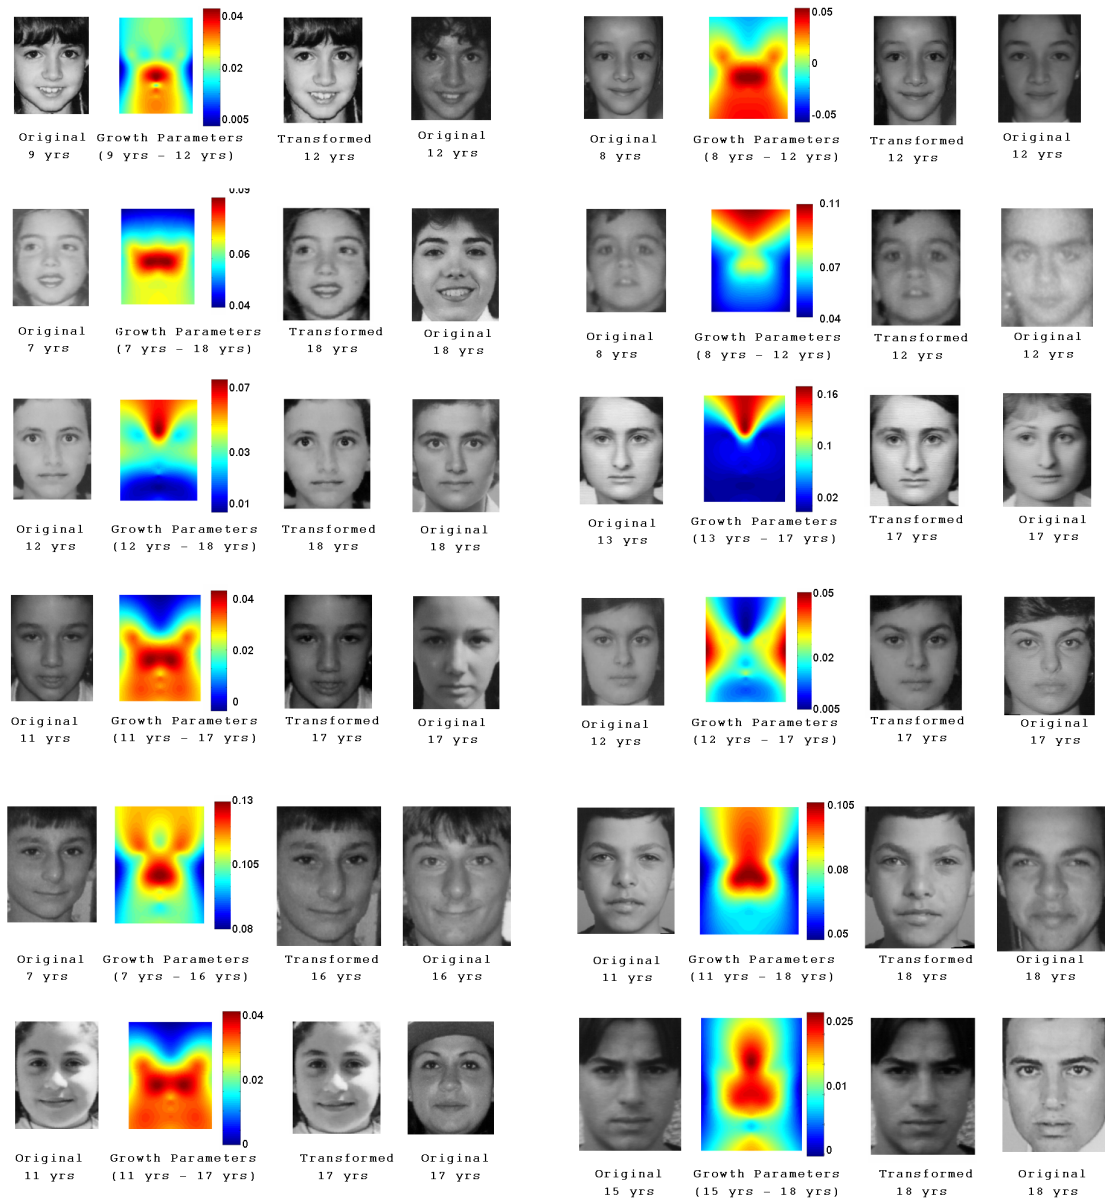 0.04
0.02
0.005
Original
9 yrs
Growth Parameters
(9 yrs - 12 yrs)
Transformed
12 yrs
Original
12 yrs
0.05
0
-0.05
Original
8 yrs
Growth Parameters
(8 yrs - 12 yrs)
Transformed
12 yrs
Original
12 yrs
0.09
0.06
0.04
Original
7 yrs
Growth Parameters
(7 yrs - 18 yrs)
Transformed
18 yrs
Original
18 yrs
0.11
0.07
0.04
Original
8 yrs
Growth Parameters
(8 yrs - 12 yrs)
Transformed
12 yrs
Original
12 yrs
0.07
0.03
0.01
Original
12 yrs
Growth Parameters
(12 yrs - 18 yrs)
Transformed
18 yrs
Original
18 yrs
0.16
0.1
0.02
Original
13 yrs
Growth Parameters
(13 yrs - 17 yrs)
Transformed
17 yrs
Original
17 yrs
0.04
0.02
0
Original
11 yrs
Growth Parameters
(11 yrs - 17 yrs)
Transformed
17 yrs
Original
17 yrs
0.05
0.02
0.005
Original
12 yrs
Growth Parameters
(12 yrs - 17 yrs)
Transformed
17 yrs
Original
17 yrs
0.13
0.105
0.08
Original
7 yrs
Growth Parameters
(7 yrs - 16 yrs)
Transformed
16 yrs
Original
16 yrs
0.105
0.08
0.05
Original
11 yrs
Growth Parameters
(11 yrs - 18 yrs)
Transformed
18 yrs
Original
18 yrs
0.04
0.02
0
Original
11 yrs
Growth Parameters
(11 yrs - 17 yrs)
Transformed
17 yrs
Original
17 yrs
0.025
0.01
0
Original
15 yrs
Growth Parameters
(15 yrs - 18 yrs)
Transformed
18 yrs
Original
18 yrs